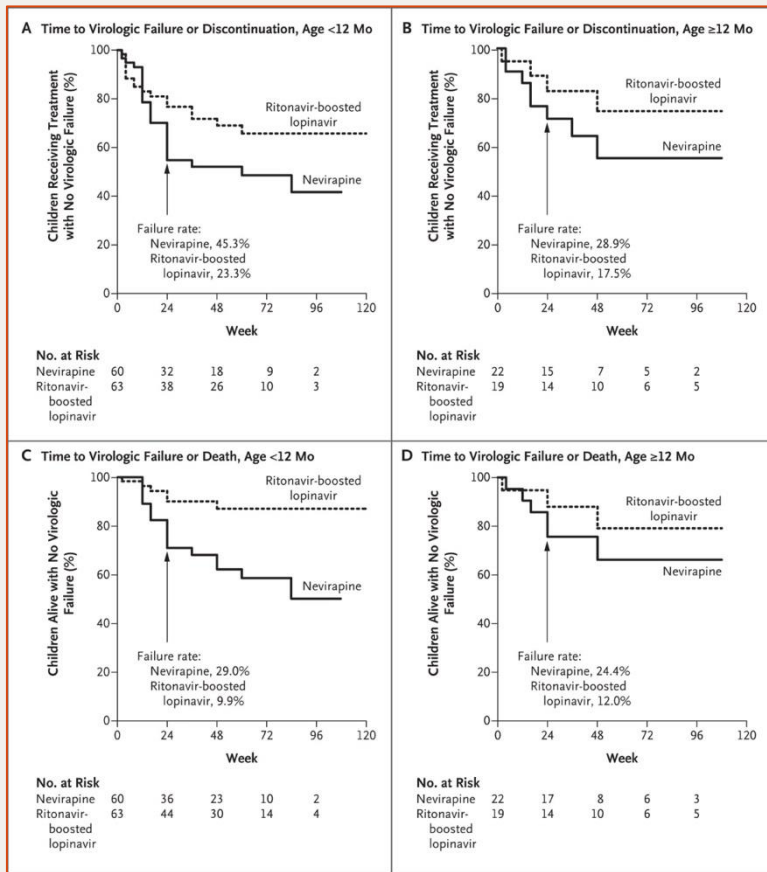 A Time to Virologic Failure or Discontinuation, Age <12 Mo
Children Receiving Treatment
with No Virologic Failure (%)
100
80
60
40
20
0
Ritonavir-boosted
lopinavir
Nevirapine
Failure rate:
Nevirapine, 45.3%
Ritonavir-boosted
lopinavir, 23.3%
0 24 48 72 96 120
Week
No. at Risk
Nevirapine 60 32 18 9 2
Ritonavir- 63 38 26 10 3
boosted
lopinavir
B Time to Virologic Failure or Discontinuation, Age ≥12 Mo
Children Receiving Treatment
with No Virologic Failure (%)
100
80
60
40
20
0
Ritonavir-boosted
lopinavir
Nevirapine
Failure rate:
Nevirapine, 28.9%
Ritonavir-boosted
lopinavir, 17.5%
0 24 48 72 96 120
Week
No. at Risk
Nevirapine 22 15 7 5 2
Ritonavir- 19 14 10 6 5
boosted
lopinavir
C Time to Virologic Failure or Death, Age <12 Mo
Children Alive with No Virologic
Failure (%)
100
80
60
40
20
0
Ritonavir-boosted
lopinavir
Nevirapine
Failure rate:
Nevirapine, 29.0%
Ritonavir-boosted
lopinavir, 9.9%
0 24 48 72 96 120
Week
No. at Risk
Nevirapine 60 36 23 10 2
Ritonavir- 63 44 30 14 4
boosted
lopinavir
D Time to Virologic Failure or Death, Age ≥12 Mo
Children Alive with No Virologic
Failure (%)
100
80
60
40
20
0
Ritonavir-boosted
lopinavir
Nevirapine
Failure rate:
Nevirapine, 24.4%
Ritonavir-boosted
lopinavir, 12.0%
0 24 48 72 96 120
Week
No. at Risk
Nevirapine 22 17 8 6 3
Ritonavir- 19 14 10 6 5
boosted
lopinavir